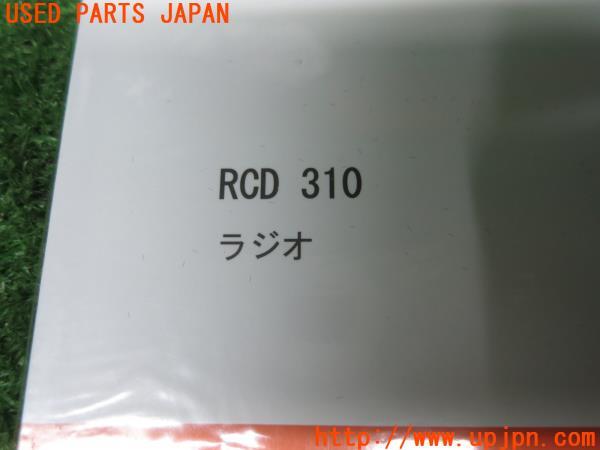 USED PARTS JAPAN
RCD 310
ラジオ
http://www.upjpn.com